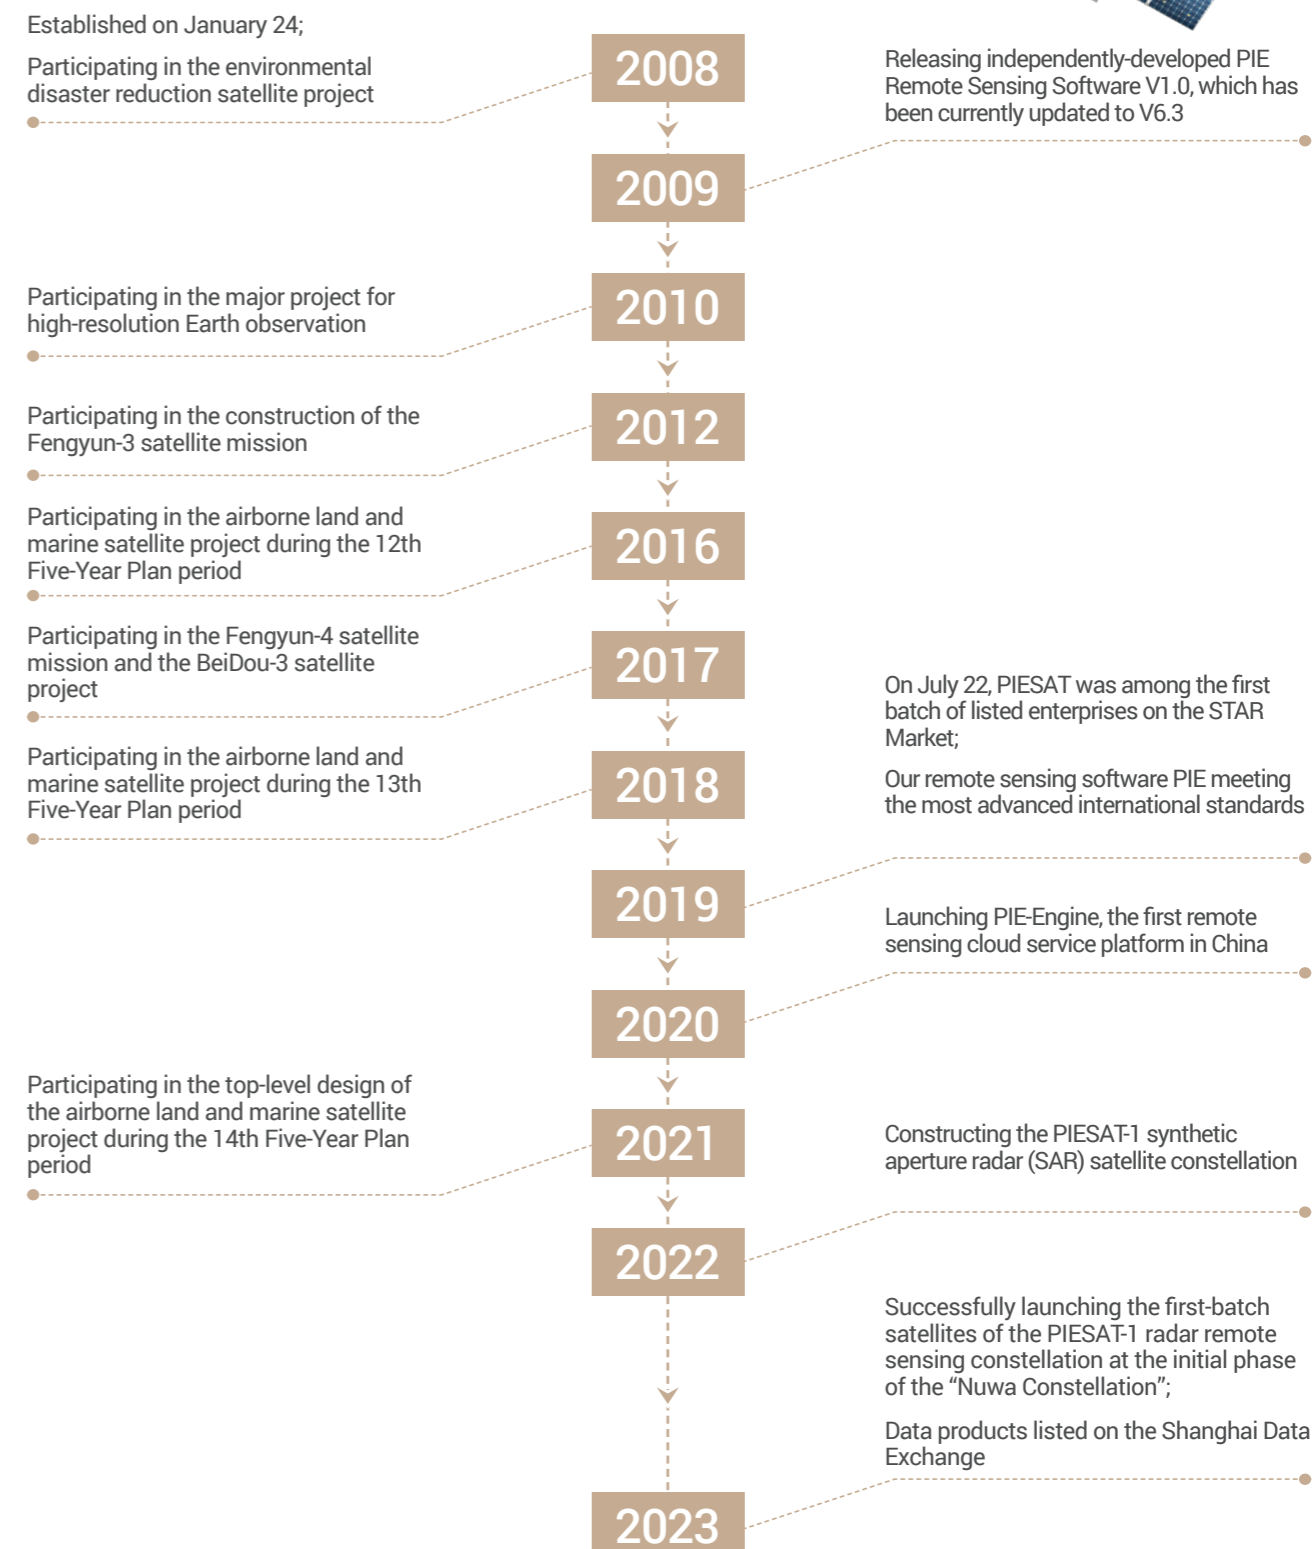 Established on January 24;
Participating in the environmental
disaster reduction satellite project
2008
Releasing independently-developed PIE
Remote Sensing Software V1.0, which has
been currently updated to V6.3
2009
Participating in the major project for
high-resolution Earth observation
2010
Participating in the construction of the
Fengyun-3 satellite mission
2012
Participating in the airborne land and
marine satellite project during the 12th
Five-Year Plan period
2016
Participating in the Fengyun-4 satellite
mission and the BeiDou-3 satellite
project
2017
Participating in the airborne land and
marine satellite project during the 13th
Five-Year Plan period
2018
On July 22, PIESAT was among the first
batch of listed enterprises on the STAR
Market;
Our remote sensing software PIE meeting
the most advanced international standards
2019
Launching PIE-Engine, the first remote
sensing cloud service platform in China
2020
Participating in the top-level design of
the airborne land and marine satellite
project during the 14th Five-Year Plan
period
2021
Constructing the PIESAT-1 synthetic
aperture radar (SAR) satellite constellation
2022
Successfully launching the first-batch
satellites of the PIESAT-1 radar remote
sensing constellation at the initial phase
of the “Nuwa Constellation”;
Data products listed on the Shanghai Data
Exchange
2023